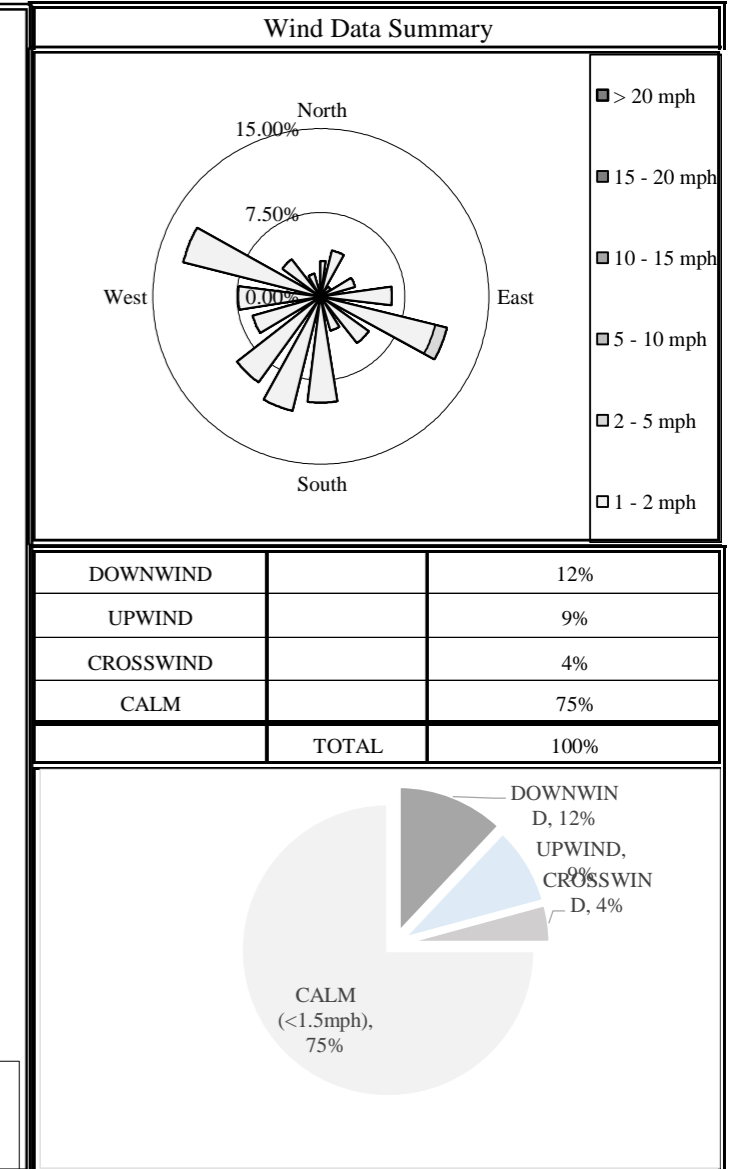 Wind Data Summary
North
15.00%
7.50%
West
0.00%
East
South
> 20 mph
15 - 20 mph
10 - 15 mph
5 - 10 mph
2 - 5 mph
1 - 2 mph
DOWNWIND 12%
UPWIND 9%
CROSSWIND 4%
CALM 75%
TOTAL 100%
DOWNWIN
D, 12%
UPWIND,
9%
CROSSWIN
D, 4%
CALM
(<1.5mph),
75%